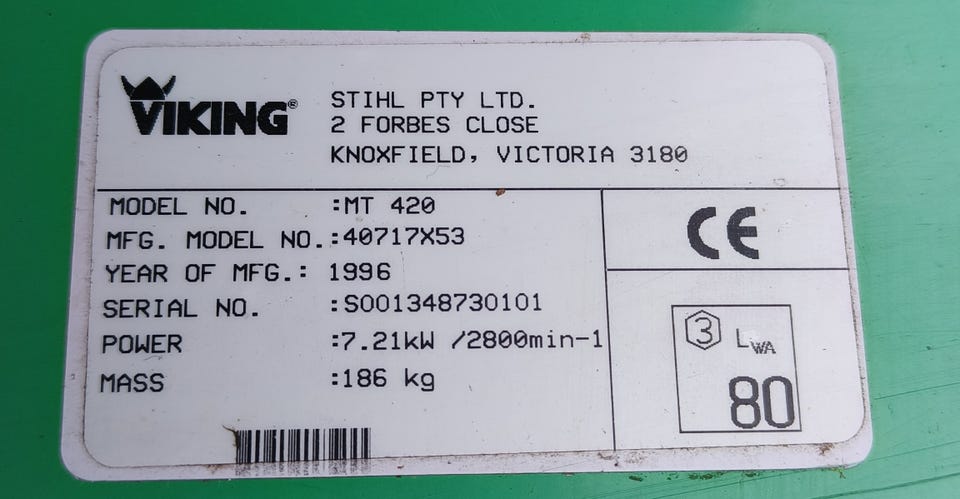 VIKING®
STIHL PTY LTD.
2 FORBES CLOSE
KNOXFIELD, VICTORIA 3180
MODEL NO. :MT 420
MFG. MODEL NO.:40717X53
YEAR OF MFG.: 1996
SERIAL NO. :S001348730101
POWER :7.21kW /2800min-1
MASS :186 kg
CE
3 LWA
80